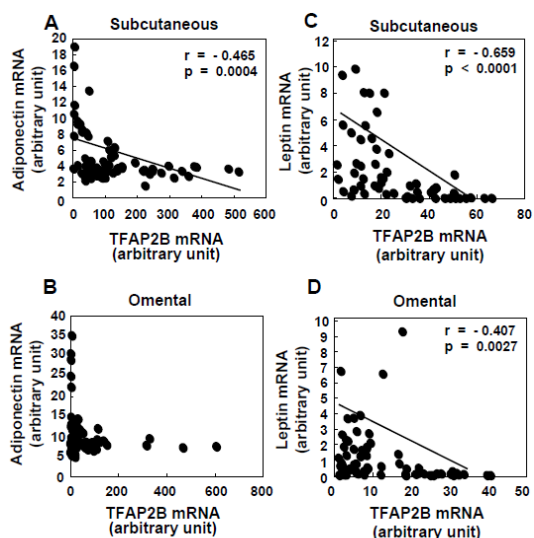 A
Subcutaneous
r = - 0.465
p = 0.0004
Adiponectin mRNA
(arbitrary unit)
20
18
16
14
12
10
8
6
4
2
0
0 100 200 300 400 500 600
TFAP2B mRNA
(arbitrary unit)
C
Subcutaneous
r = - 0.659
p < 0.0001
Leptin mRNA
(arbitrary unit)
12
10
8
6
4
2
0
0 20 40 60 80
TFAP2B mRNA
(arbitrary unit)
B
Omental
Adiponectin mRNA
(arbitrary unit)
40
35
30
25
20
15
10
5
0
0 200 400 600 800
TFAP2B mRNA
(arbitrary unit)
D
Omental
r - 0.407
p = 0.0027
Leptin mRNA
(arbitrary unit)
10
9
8
7
6
5
4
3
2
1
0
0 10 20 30 40 50
TFAP2B mRNA
(arbitrary unit)